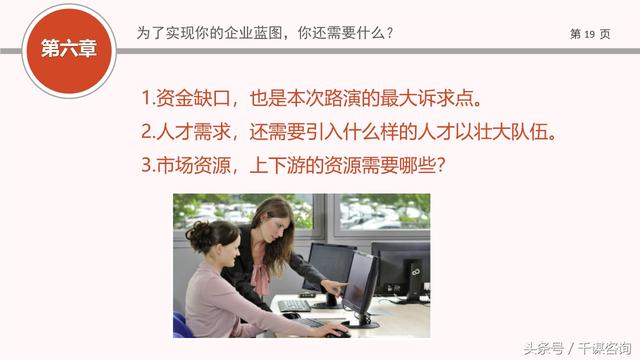 第六章
为了实现你的企业蓝图，你还需要什么？
第 19 页
1.资金缺口，也是本次路演的最大诉求点。
2.人才需求，还需要引入什么样的人才以壮大队伍。
3.市场资源，上下游的资源需要哪些？
头条号 / 千谋咨询